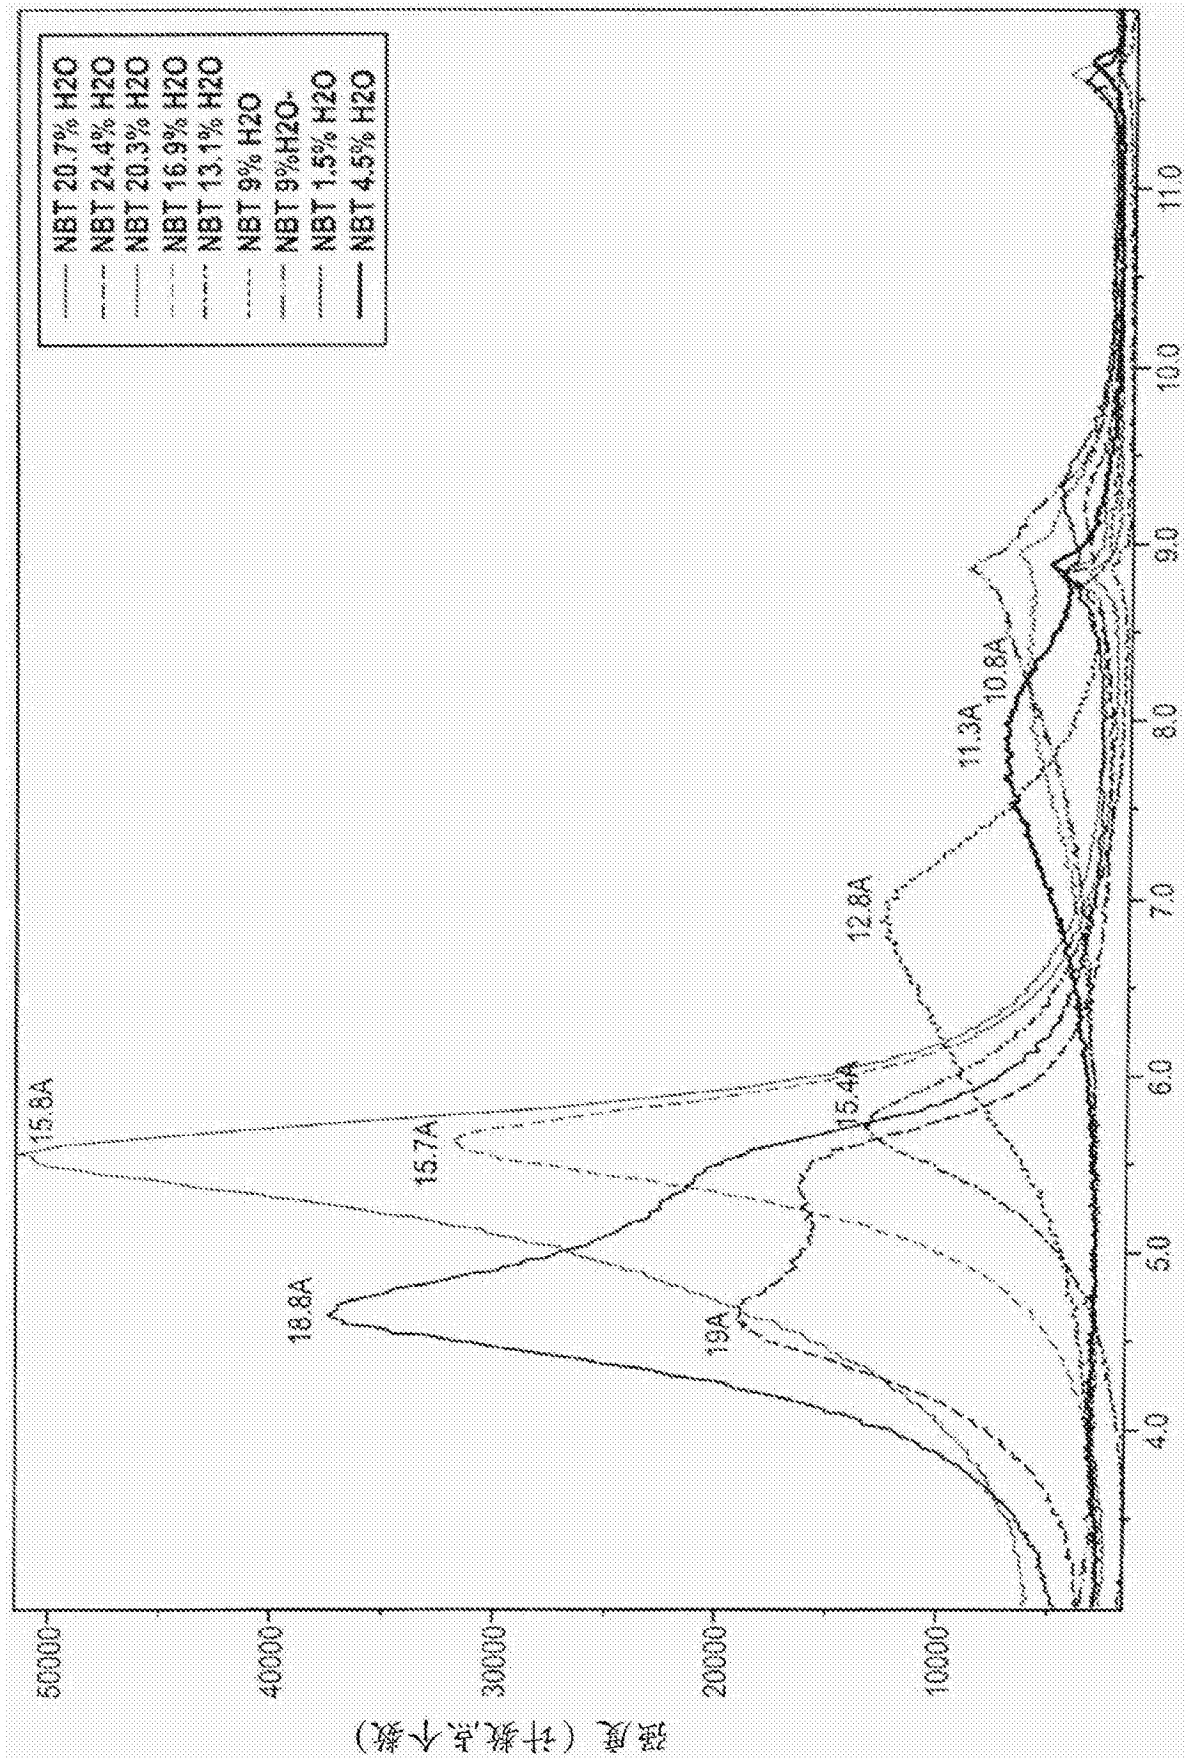 NBT 20.7% H2O
NBT 24.4% H2O
NBT 20.3% H2O
NBT 16.9% H2O
NBT 13.1% H2O
NBT 9% H2O
NBT 9%H2O-
NBT 1.5% H2O
NBT 4.5% H2O
15.8A
18.8A
15.7A
19A
15.4A
12.8A
11.3A
10.8A
50000
40000
30000
20000
10000
强度（计数点个数）
4.0
5.0
6.0
7.0
8.0
9.0
10.0
11.0